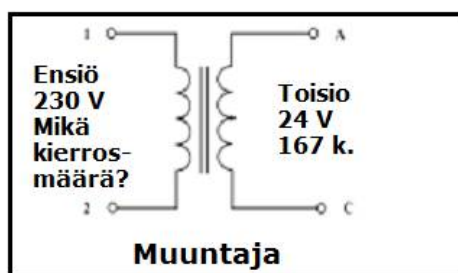 1
A
Ensiö
230 V
Mikä
kierros-
määrä?
Toisio
24 V
167 k.
2
C
Muuntaja